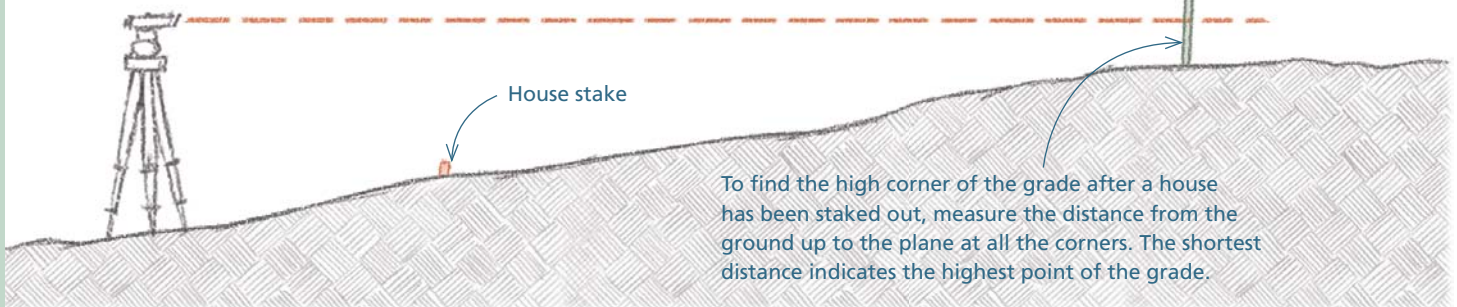 House stake
To find the high corner of the grade after a house
has been staked out, measure the distance from the
ground up to the plane at all the corners. The shortest
distance indicates the highest point of the grade.